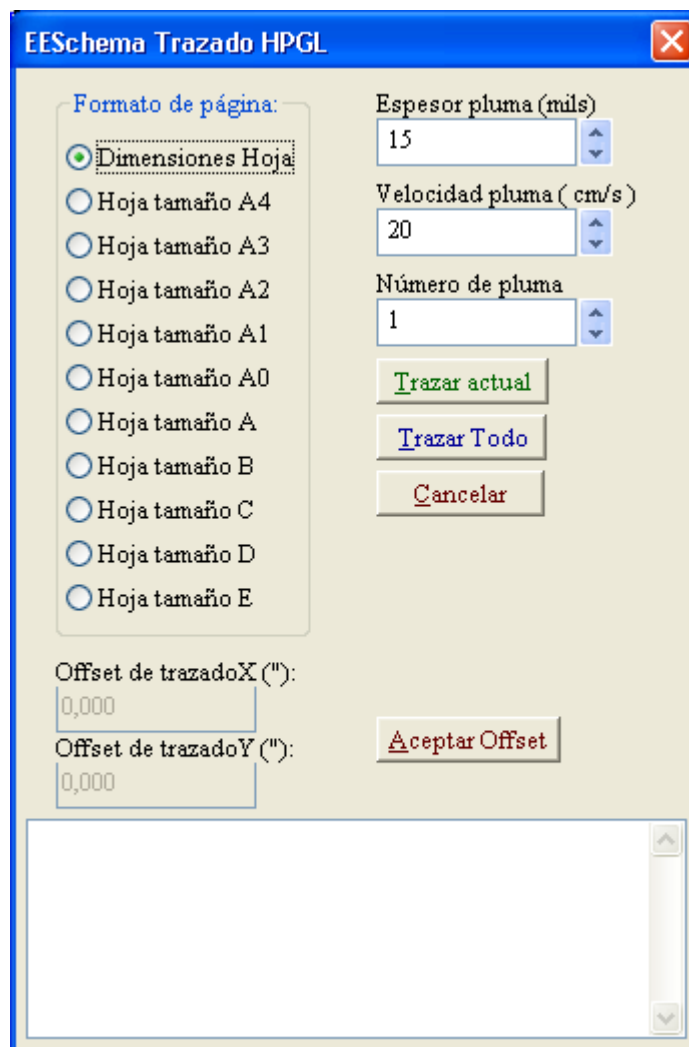 EESchema Trazado HPGL
Formato de página:
Dimensiones Hoja
Hoja tamaño A4
Hoja tamaño A3
Hoja tamaño A2
Hoja tamaño A1
Hoja tamaño A0
Hoja tamaño A
Hoja tamaño B
Hoja tamaño C
Hoja tamaño D
Hoja tamaño E
Espesor pluma (mils)
15
Velocidad pluma ( cm/s )
20
Número de pluma
1
Trazar actual
Trazar Todo
Cancelar
Offset de trazadoX ("):
0,000
Offset de trazadoY ("):
0,000
Aceptar Offset